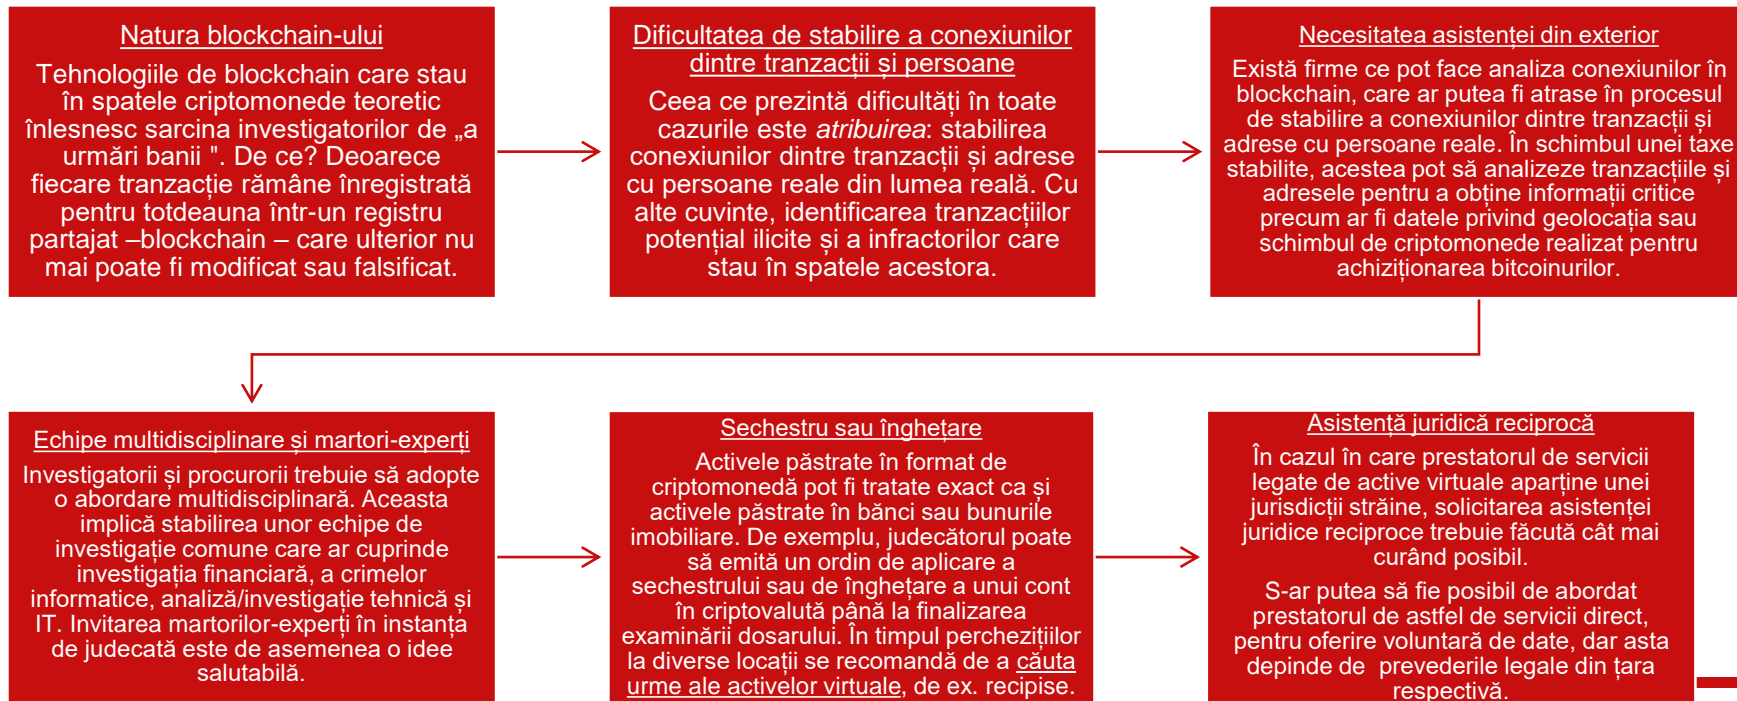 Natura blockchain-ului
Tehnologiile de blockchain care stau
în spatele criptomonede teoretic
înlesnesc sarcina investigatorilor de „a
urmări banii ". De ce? Deoarece
fiecare tranzacție rămâne înregistrată
pentru totdeauna într-un registru
partajat –blockchain – care ulterior nu
mai poate fi modificat sau falsificat.
Dificultatea de stabilire a conexiunilor
dintre tranzacții și persoane
Ceea ce prezintă dificultăți în toate
cazurile este atribuirea: stabilirea
conexiunilor dintre tranzacții și adrese
cu persoane reale din lumea reală. Cu
alte cuvinte, identificarea tranzacțiilor
potențial ilicite și a infractorilor care
stau în spatele acestora.
Necesitatea asistenței din exterior
Există firme ce pot face analiza conexiunilor în
blockchain, care ar putea fi atrase în procesul
de stabilire a conexiunilor dintre tranzacții și
adrese cu persoane reale. În schimbul unei taxe
stabilite, acestea pot să analizeze tranzacțiile și
adresele pentru a obține informații critice
precum ar fi datele privind geolocația sau
schimbul de criptomonede realizat pentru
achiziționarea bitcoinurilor.
Echipe multidisciplinare și martori-experți
Investigatorii și procurorii trebuie să adopte
o abordare multidisciplinară. Aceasta
implică stabilirea unor echipe de
investigație comune care ar cuprinde
investigația financiară, a crimelor
informatice, analiză/investigație tehnică și
IT. Invitarea martorilor-experți în instanța
de judecată este de asemenea o idee
salutabilă.
Sechestru sau înghețare
Activele păstrate în format de
criptomonedă pot fi tratate exact ca și
activele păstrate în bănci sau bunurile
imobiliare. De exemplu, judecătorul poate
să emită un ordin de aplicare a
sechestrului sau de înghețare a unui cont
în criptovalută până la finalizarea
examinării dosarului. În timpul perchezițiilor
la diverse locații se recomandă de a căuta
urme ale activelor virtuale, de ex. recipise.
Asistență juridică reciprocă
În cazul în care prestatorul de servicii
legate de active virtuale aparține unei
jurisdicții străine, solicitarea asistenței
juridice reciproce trebuie făcută cât mai
curând posibil.
S-ar putea să fie posibil de abordat
prestatorul de astfel de servicii direct,
pentru oferire voluntară de date, dar asta
depinde de prevederile legale din țara
respectivă.